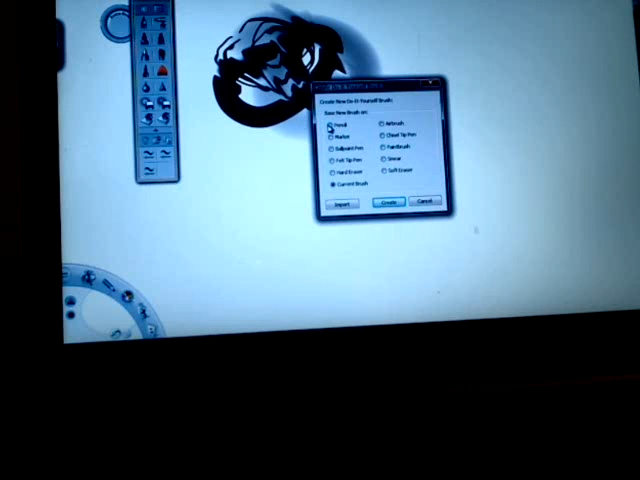 Create New Do-It-Yourself Brush:
Base New Brush on:
Pencil
Airbrush
Marker
Chisel Tip Pen
Ballpoint Pen
Paintbrush
Felt Tip Pen
Smear
Hard Eraser
Soft Eraser
Current Brush
Import
Create
Cancel